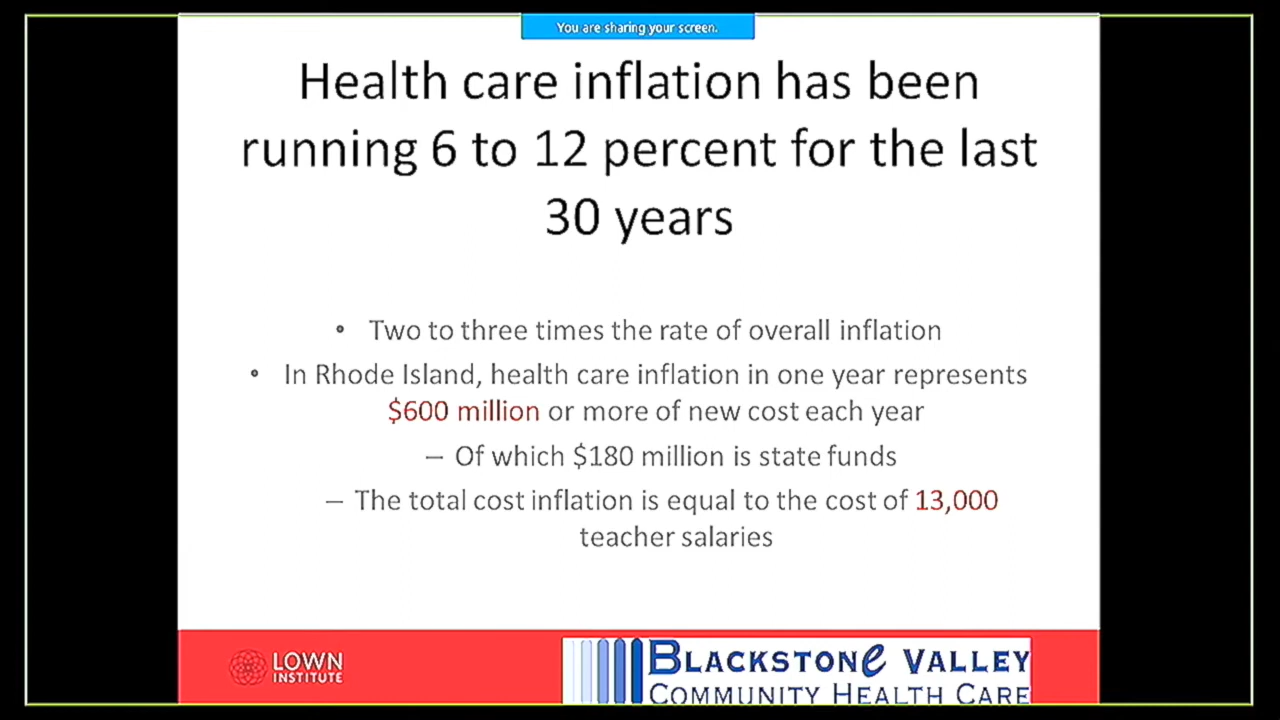 You are sharing your screen.
Health care inflation has been
running 6 to 12 percent for the last
30 years
• Two to three times the rate of overall inflation
• In Rhode Island, health care inflation in one year represents
$600 million or more of new cost each year
– Of which $180 million is state funds
– The total cost inflation is equal to the cost of 13,000
teacher salaries
LOWN
INSTITUTE
BLACKSTONe VALLEY
COMMUNITY HEALTH CARE